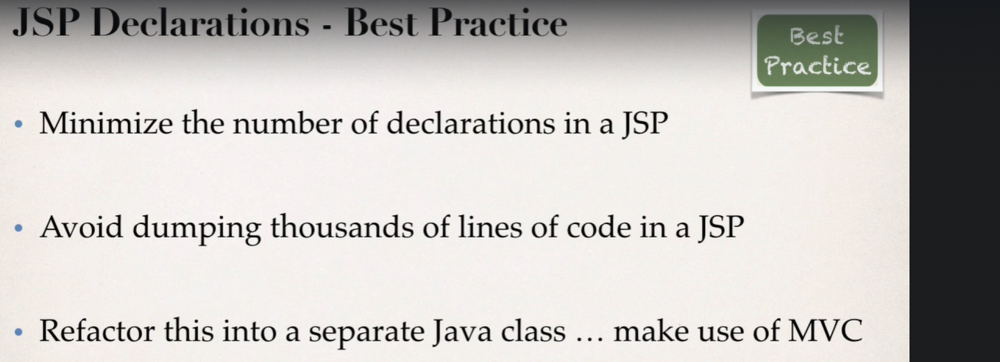 JSP Declarations - Best Practice
Best
Practice
• Minimize the number of declarations in a JSP
• Avoid dumping thousands of lines of code in a JSP
• Refactor this into a separate Java class … make use of MVC